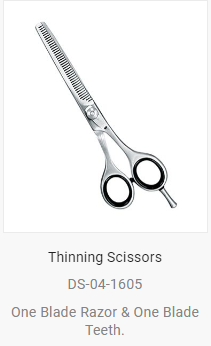 Thinning Scissors
DS-04-1605
One Blade Razor & One Blade
Teeth.